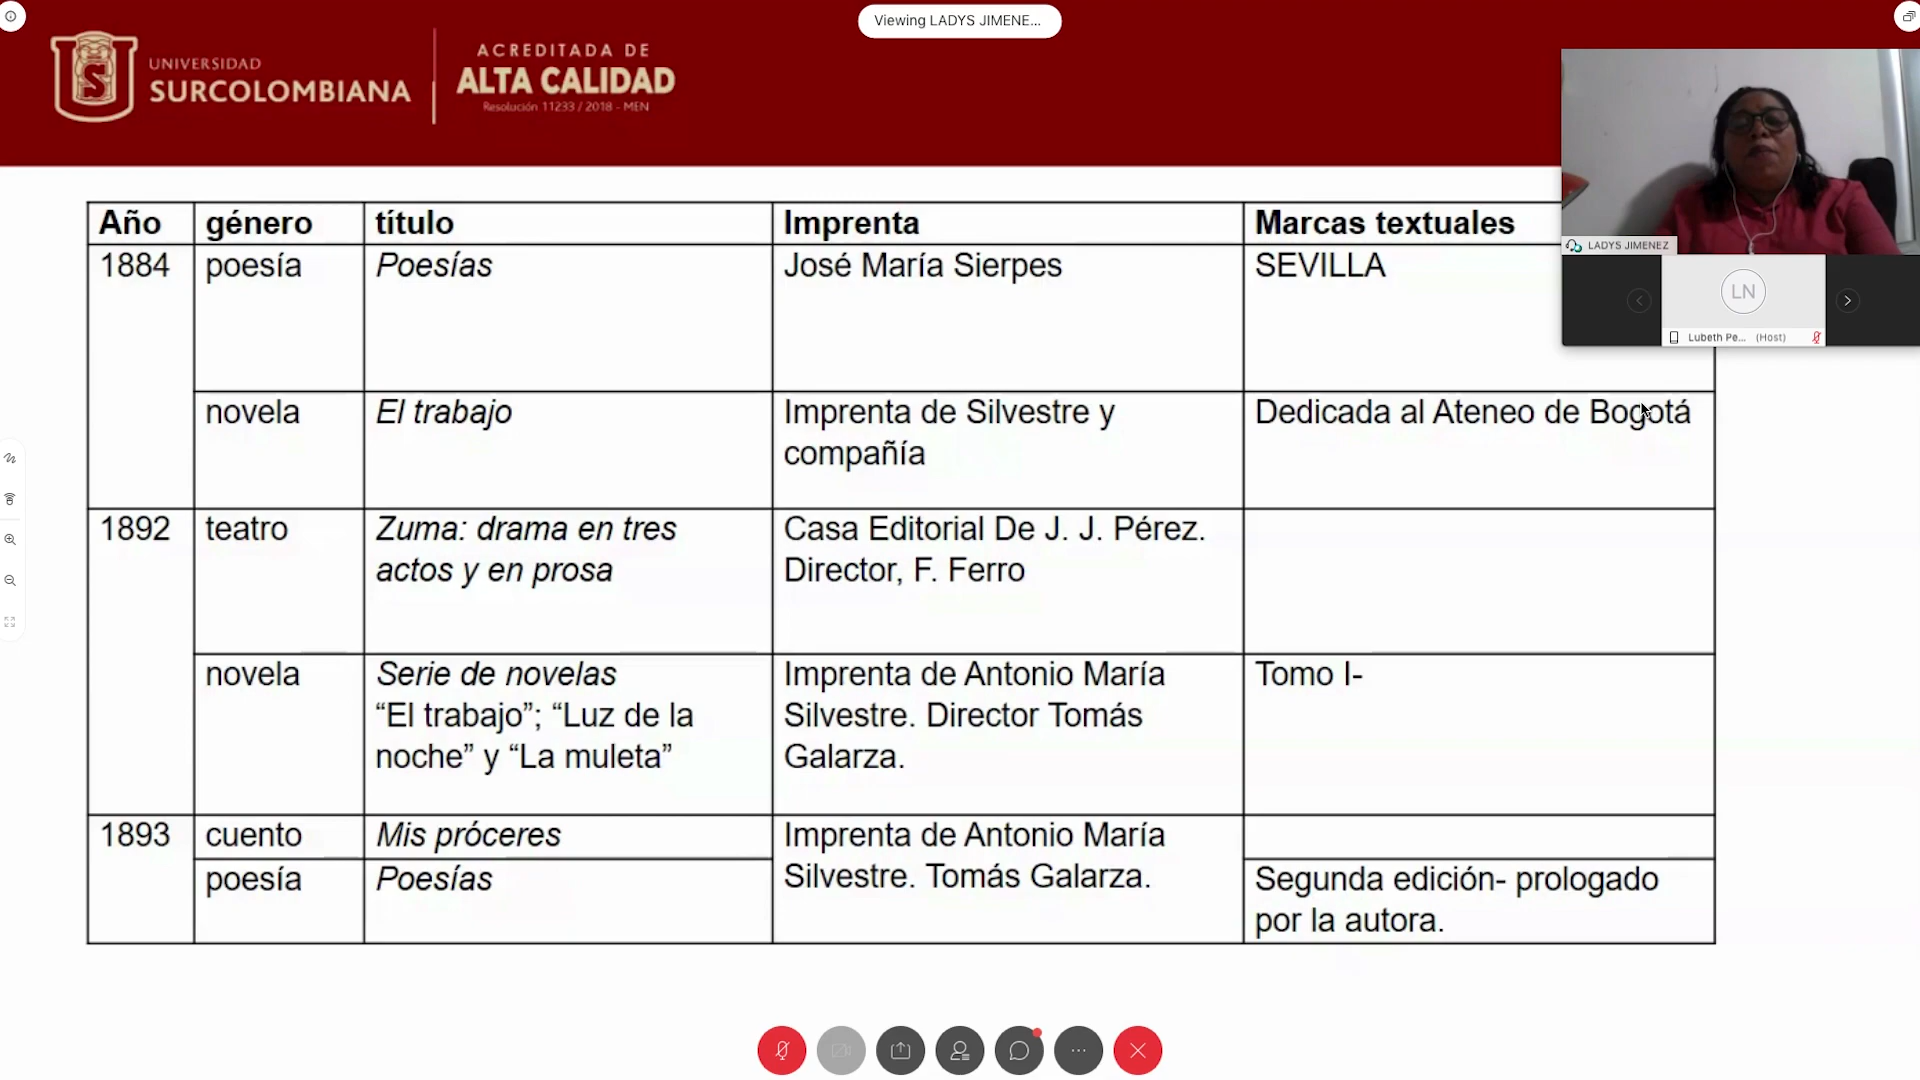 Viewing LADYS JIMENE...
UNIVERSIDAD
SURCOLOMBIANA
ACREDITADA DE
ALTA CALIDAD
Resolución 11233 / 2018 - MEN
LADYS JIMENEZ
LN
Lubeth Pe... (Host)
Año género título Imprenta Marcas textuales
1884 poesía Poesías José María Sierpes SEVILLA
novela El trabajo Imprenta de Silvestre y Dedicada al Ateneo de Bogotá
compañía
1892 teatro Zuma: drama en tres Casa Editorial De J. J. Pérez.
actos y en prosa Director, F. Ferro
novela Serie de novelas Imprenta de Antonio María Tomo I-
“El trabajo”; “Luz de la Silvestre. Director Tomás
noche” y “La muleta” Galarza.
1893 cuento Mis próceres Imprenta de Antonio María
poesía Poesías Silvestre. Tomás Galarza. Segunda edición- prologado
por la autora.